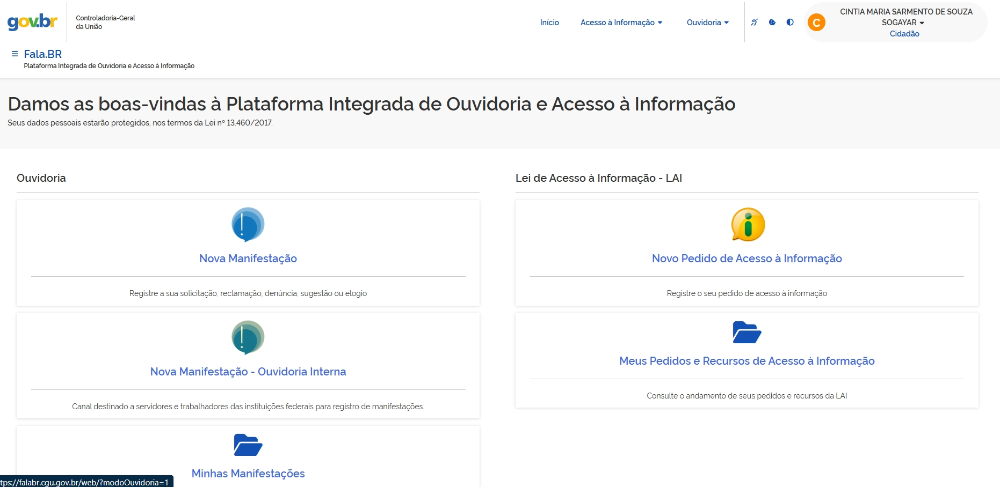 gov.br
Controladoria-Geral
da União
Início
Acesso à Informação
Ouvidoria
C
CINTIA MARIA SARMENTO DE SOUZA
SOGAYAR
Cidadão
Fala.BR
Plataforma Integrada de Ouvidoria e Acesso à Informação
Damos as boas-vindas à Plataforma Integrada de Ouvidoria e Acesso à Informação
Seus dados pessoais estarão protegidos, nos termos da Lei nº 13.460/2017.
Ouvidoria
Nova Manifestação
Registre a sua solicitação, reclamação, denúncia, sugestão ou elogio
Nova Manifestação - Ouvidoria Interna
Canal destinado a servidores e trabalhadores das instituições federais para registro de manifestações.
Minhas Manifestações
Lei de Acesso à Informação - LAI
Novo Pedido de Acesso à Informação
Registre o seu pedido de acesso à informação
Meus Pedidos e Recursos de Acesso à Informação
Consulte o andamento de seus pedidos e recursos da LAI
tps://falabr.cgu.gov.br/web/?modoOuvidoria=1